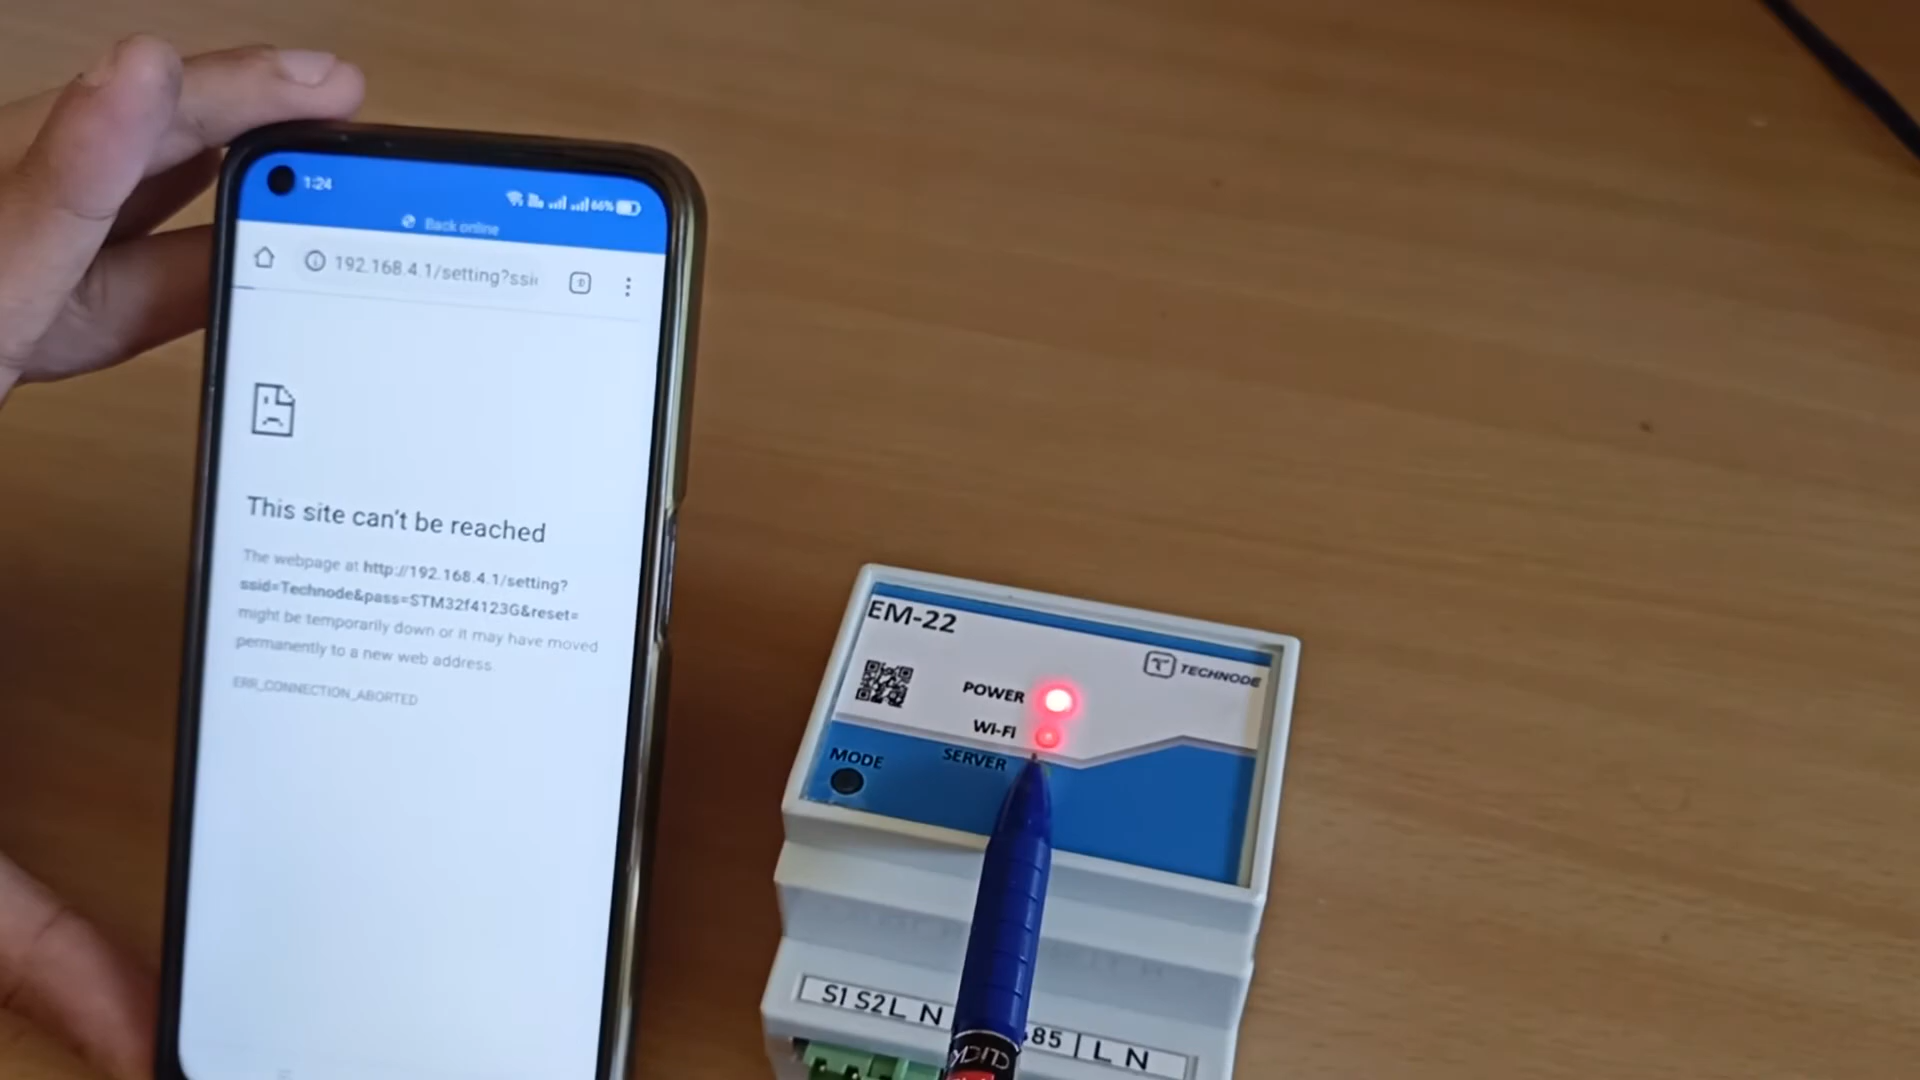 1:24
66%
Back online
192.168.4.1/setting?ssi
This site can't be reached
The webpage at http://192.168.4.1/setting?
ssid=Technode&pass=STM32f4123G&reset=
might be temporarily down or it may have moved
permanently to a new web address.
ERR_CONNECTION_ABORTED
EM-22
TECHNODE
POWER
Wi-Fi
SERVER
MODE
S1 S2 L N
85 | L N